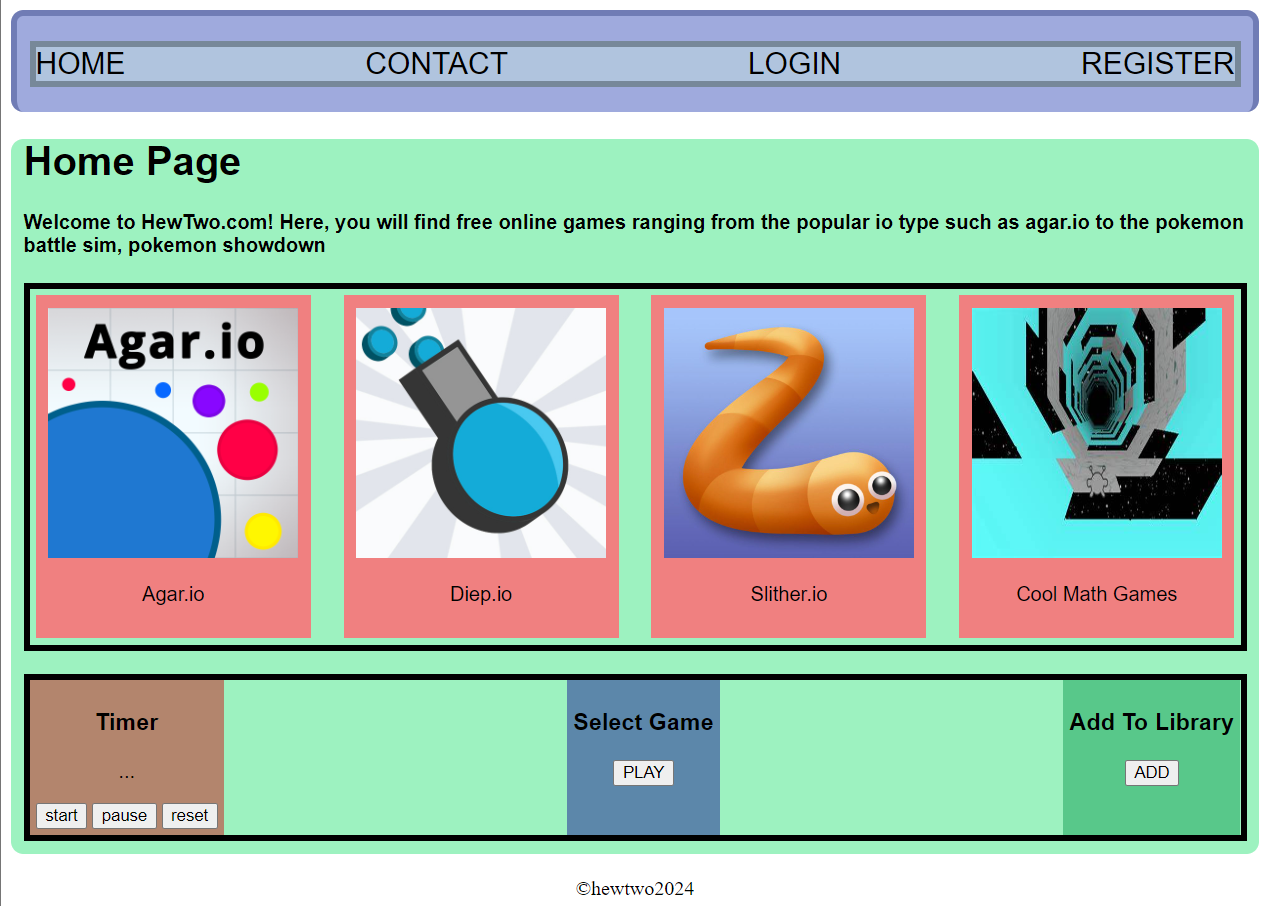 HOME CONTACT LOGIN REGISTER
Home Page
Welcome to HewTwo.com! Here, you will find free online games ranging from the popular io type such as agar.io to the pokemon
battle sim, pokemon showdown
Agar.io
Agar.io Diep.io Slither.io Cool Math Games
Timer Select Game Add To Library
... PLAY ADD
start pause reset
©hewtwo2024